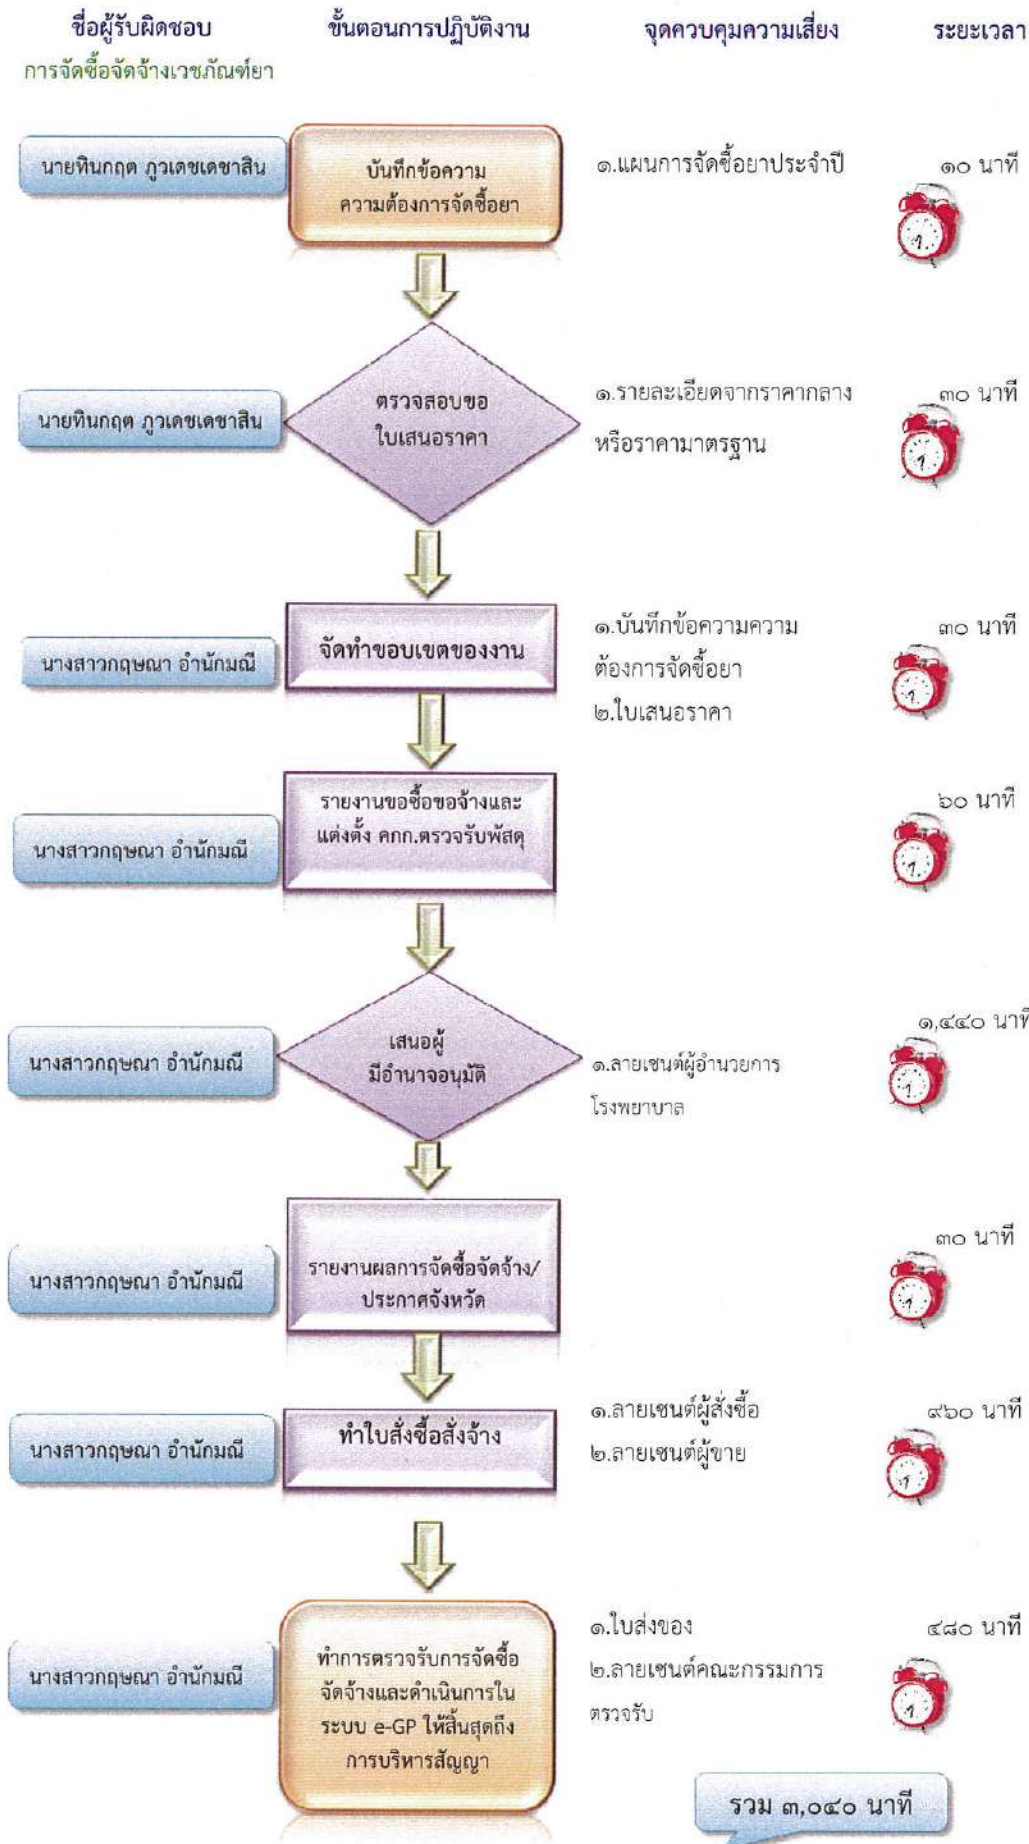 ชื่อผู้รับผิดชอบ ขั้นตอนการปฏิบัติงาน จุดควบคุมความเสี่ยง ระยะเวลา
การจัดซื้อจัดจ้างเวชภัณฑ์ยา
นายทินกฤต ภูวเดชเดชาสิน
บันทึกข้อความ
ความต้องการจัดซื้อยา
๑.แผนการจัดซื้อยาประจำปี
๑๐ นาที
นายทินกฤต ภูวเดชเดชาสิน
ตรวจสอบขอ
ใบเสนอราคา
๑.รายละเอียดจากราคากลาง
หรือราคามาตรฐาน
๓๐ นาที
นางสาวกฤษณา อำนักมณี
จัดทำขอบเขตของงาน
๑.บันทึกข้อความความ
ต้องการจัดซื้อยา
๒.ใบเสนอราคา
๓๐ นาที
นางสาวกฤษณา อำนักมณี
รายงานขอซื้อขอจ้างและ
แต่งตั้ง คกก.ตรวจรับพัสดุ
๖๐ นาที
นางสาวกฤษณา อำนักมณี
เสนอผู้
มีอำนาจอนุมัติ
๑.ลายเซนต์ผู้อำนวยการ
โรงพยาบาล
๑,๔๔๐ นาที
นางสาวกฤษณา อำนักมณี
รายงานผลการจัดซื้อจัดจ้าง/
ประกาศจังหวัด
๓๐ นาที
นางสาวกฤษณา อำนักมณี
ทำใบสั่งซื้อสั่งจ้าง
๑.ลายเซนต์ผู้สั่งซื้อ
๒.ลายเซนต์ผู้ขาย
๙๖๐ นาที
นางสาวกฤษณา อำนักมณี
ทำการตรวจรับการจัดซื้อ
จัดจ้างและดำเนินการใน
ระบบ e-GP ให้สิ้นสุดถึง
การบริหารสัญญา
๑.ใบส่งของ
๒.ลายเซนต์คณะกรรมการ
ตรวจรับ
๔๘๐ นาที
รวม ๓,๐๔๐ นาที